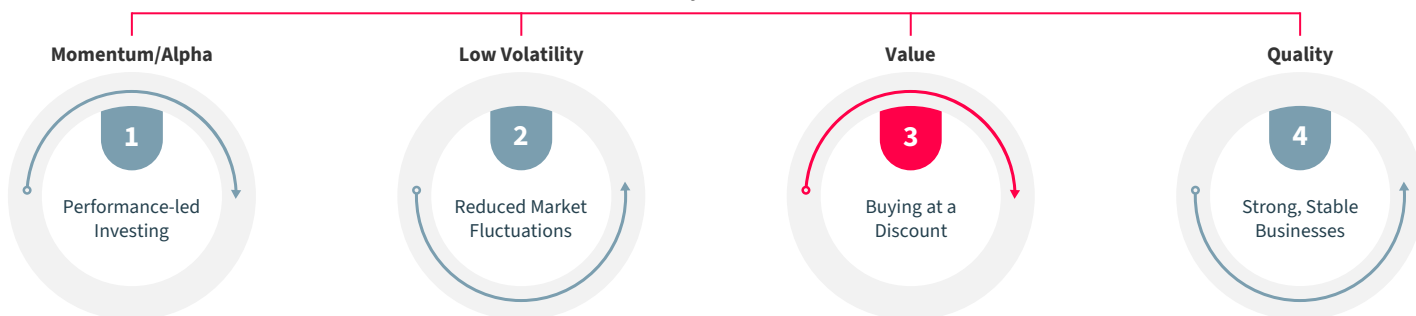 Momentum/Alpha
1
Performance-led
Investing
Low Volatility
2
Reduced Market
Fluctuations
Value
3
Buying at a
Discount
Quality
4
Strong, Stable
Businesses